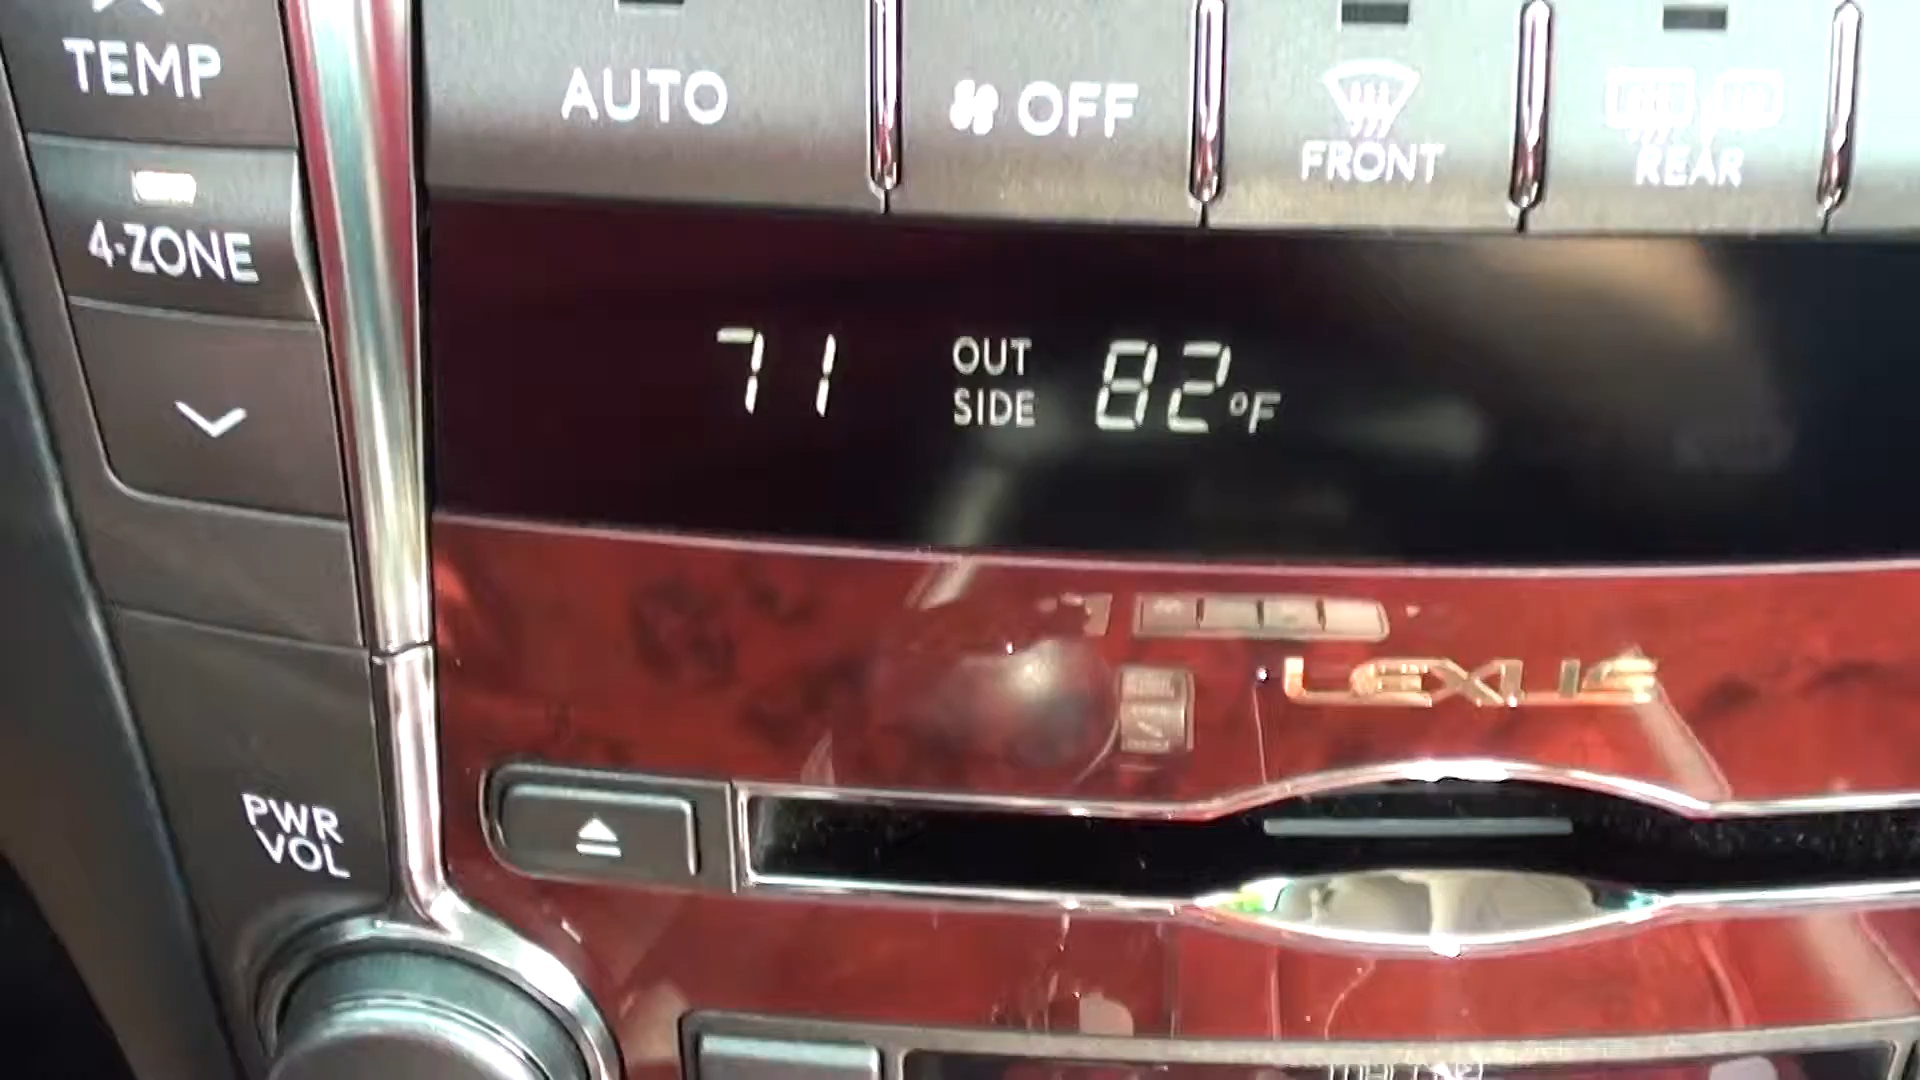 TEMP
AUTO
OFF
FRONT
REAR
4-ZONE
71 OUT SIDE 82°F
LEXUS
PWR
VOL